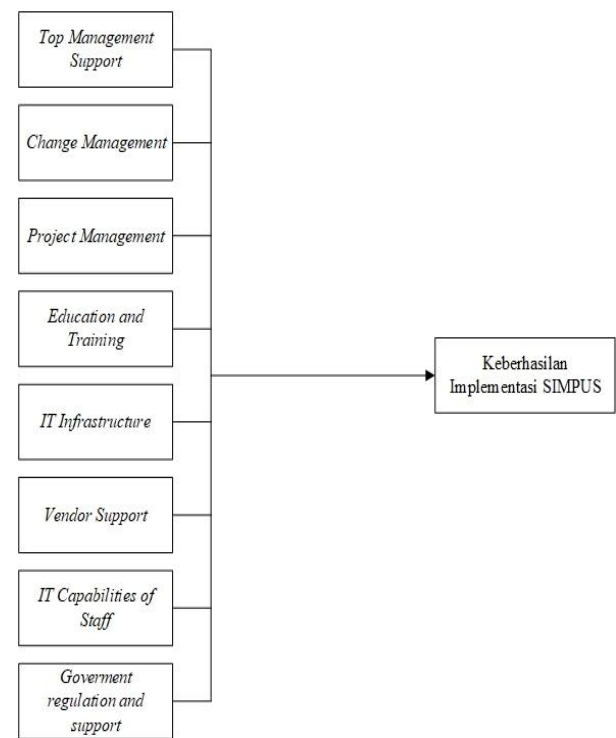 Top Management
Support
Change Management
Project Management
Education and
Training
IT Infrastructure
Vendor Support
IT Capabilities of
Staff
Goverment
regulation and
support
Keberhasilan
Implementasi SIMPUS